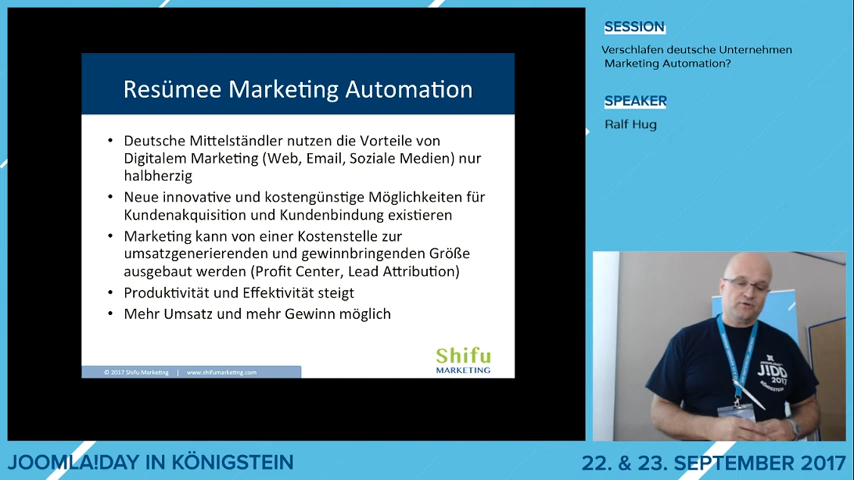 SESSION
Verschlafen deutsche Unternehmen
Marketing Automation?
SPEAKER
Ralf Hug
Resümee Marketing Automation
• Deutsche Mittelständler nutzen die Vorteile von
Digitalem Marketing (Web, Email, Soziale Medien) nur
halbherzig
• Neue innovative und kostengünstige Möglichkeiten für
Kundenakquisition und Kundenbindung existieren
• Marketing kann von einer Kostenstelle zur
umsatzgenerierenden und gewinnbringenden Größe
ausgebaut werden (Profit Center, Lead Attribution)
• Produktivität und Effektivität steigt
• Mehr Umsatz und mehr Gewinn möglich
Shifu
MARKETING
© 2017 Shifu Marketing | www.shifumarketing.com
JD
2017
KÖNIGSTEIN
JOOMLA!DAY IN KÖNIGSTEIN
22. & 23. SEPTEMBER 2017